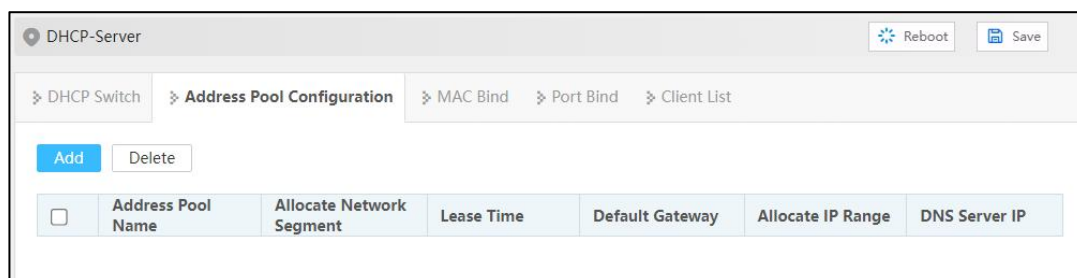 DHCP-Server
Reboot
Save
DHCP Switch
Address Pool Configuration
MAC Bind
Port Bind
Client List
Add
Delete
Address Pool
Name
Allocate Network
Segment
Lease Time
Default Gateway
Allocate IP Range
DNS Server IP